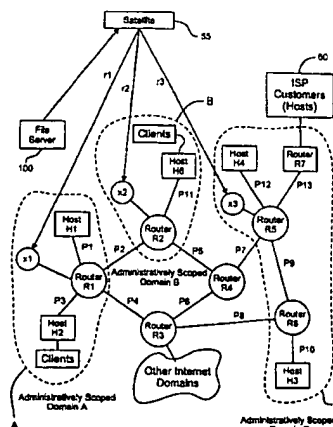 Satellite
55
r1
r2
r3
60
ISP
Customers
(Hosts)
B
File
Server
100
Clients
Host
H6
Host
H4
Router
R7
P12
P13
P11
x2
x3
Router
R5
Host
H1
x1
P1
Router
R2
P2
P5
P7
Administratively Scoped
Domain B
Router
R4
P9
Router
R1
P3
P4
P6
P8
Host
H2
Router
R3
Router
R6
Clients
P10
Other Internet
Domains
Host
H3
Administratively Scoped
Domain A
A
Administratively Scoped